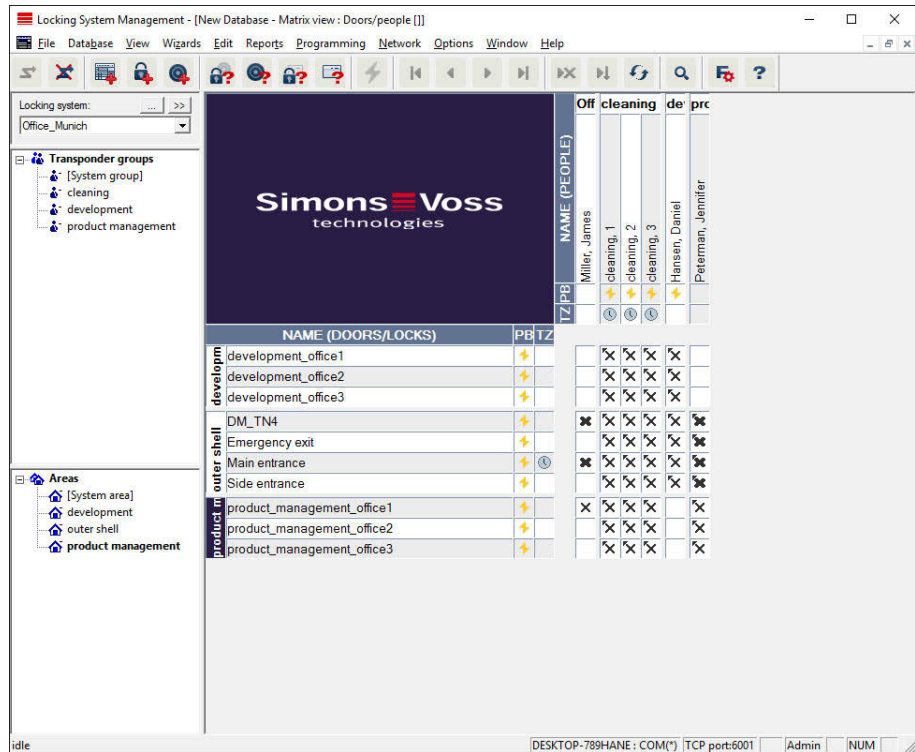 Locking System Management - [New Database - Matrix view : Doors/people []]
File Database View Wizards Edit Reports Programming Network Options Window Help
Locking system:
... >>
Office_Munich
Transponder groups
[System group]
cleaning
development
product management
Areas
[System area]
development
outer shell
product management
Simons Voss
technologies
NAME (PEOPLE)
PB
TZ
Off cleaning de pro
Miller, James
cleaning, 1
cleaning, 2
cleaning, 3
Hansen, Daniel
Peterman, Jennifer
NAME (DOORS/LOCKS) PB TZ
developm
development_office1
development_office2
development_office3
outer shell
DM_TN4
Emergency exit
Main entrance
Side entrance
product m
product_management_office1
product_management_office2
product_management_office3
idle
DESKTOP-789HANE : COM(*) TCP port:6001 Admin NUM